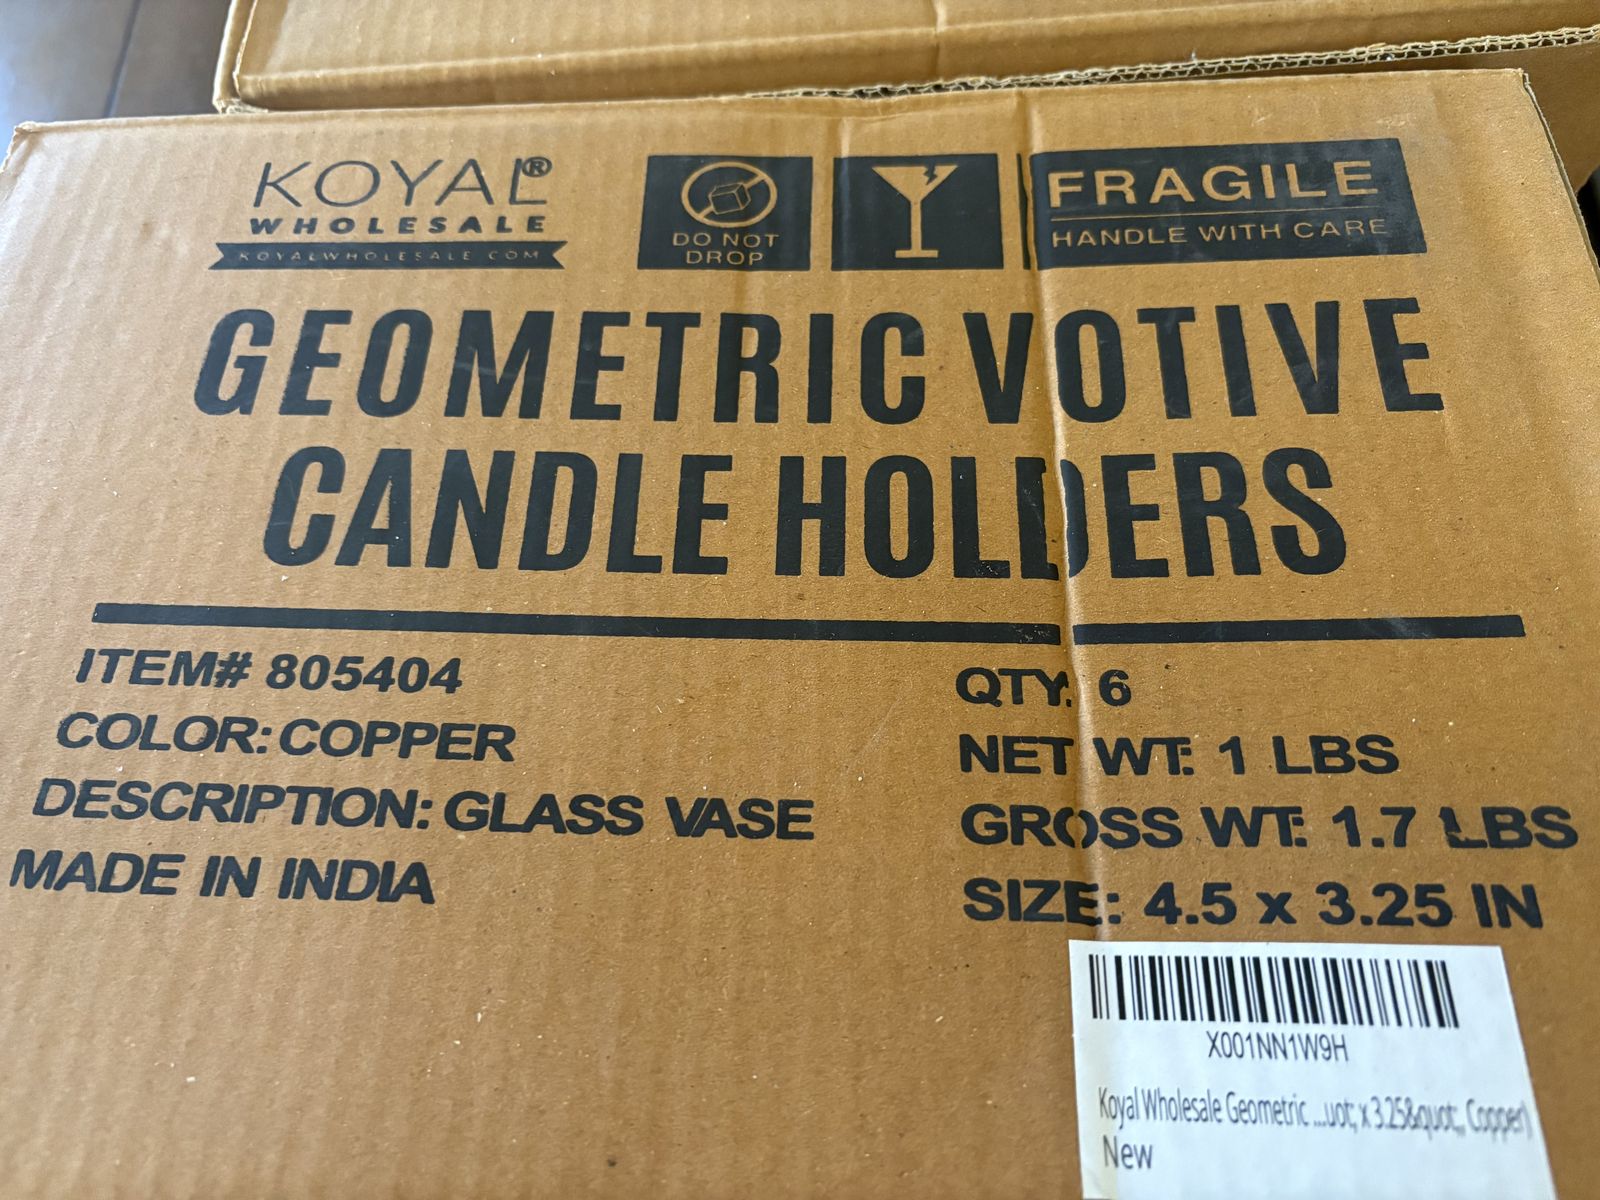 KOYAL®
WHOLESALE
KOYALWHOLESALE.COM
DO NOT
DROP
FRAGILE
HANDLE WITH CARE
GEOMETRIC VOTIVE
CANDLE HOLDERS
ITEM# 805404
COLOR: COPPER
DESCRIPTION: GLASS VASE
MADE IN INDIA
QTY: 6
NET WT: 1 LBS
GROSS WT: 1.7 LBS
SIZE: 4.5 x 3.25 IN
X001NN1W9H
Koyal Wholesale Geometric ...uot; x 3.25&quot;, Copper)
New